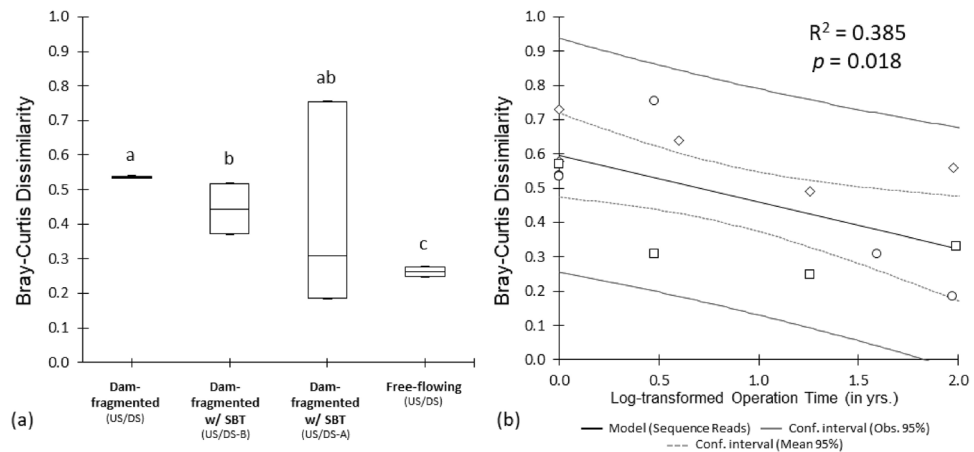 1.0
0.9
0.8
0.7
0.6
0.5
0.4
0.3
0.2
0.1
0.0
Bray-Curtis Dissimilarity
a
b
ab
c
Dam-
fragmented
(US/DS)
Dam-
fragmented
w/ SBT
(US/DS-B)
Dam-
fragmented
w/ SBT
(US/DS-A)
Free-flowing
(US/DS)
(a)
1.0
0.9
0.8
0.7
0.6
0.5
0.4
0.3
0.2
0.1
0.0
Bray-Curtis Dissimilarity
R² = 0.385
p = 0.018
0.0 0.5 1.0 1.5 2.0
Log-transformed Operation Time (in yrs.)
(b)
Model (Sequence Reads) Conf. interval (Obs. 95%)
Conf. interval (Mean 95%)